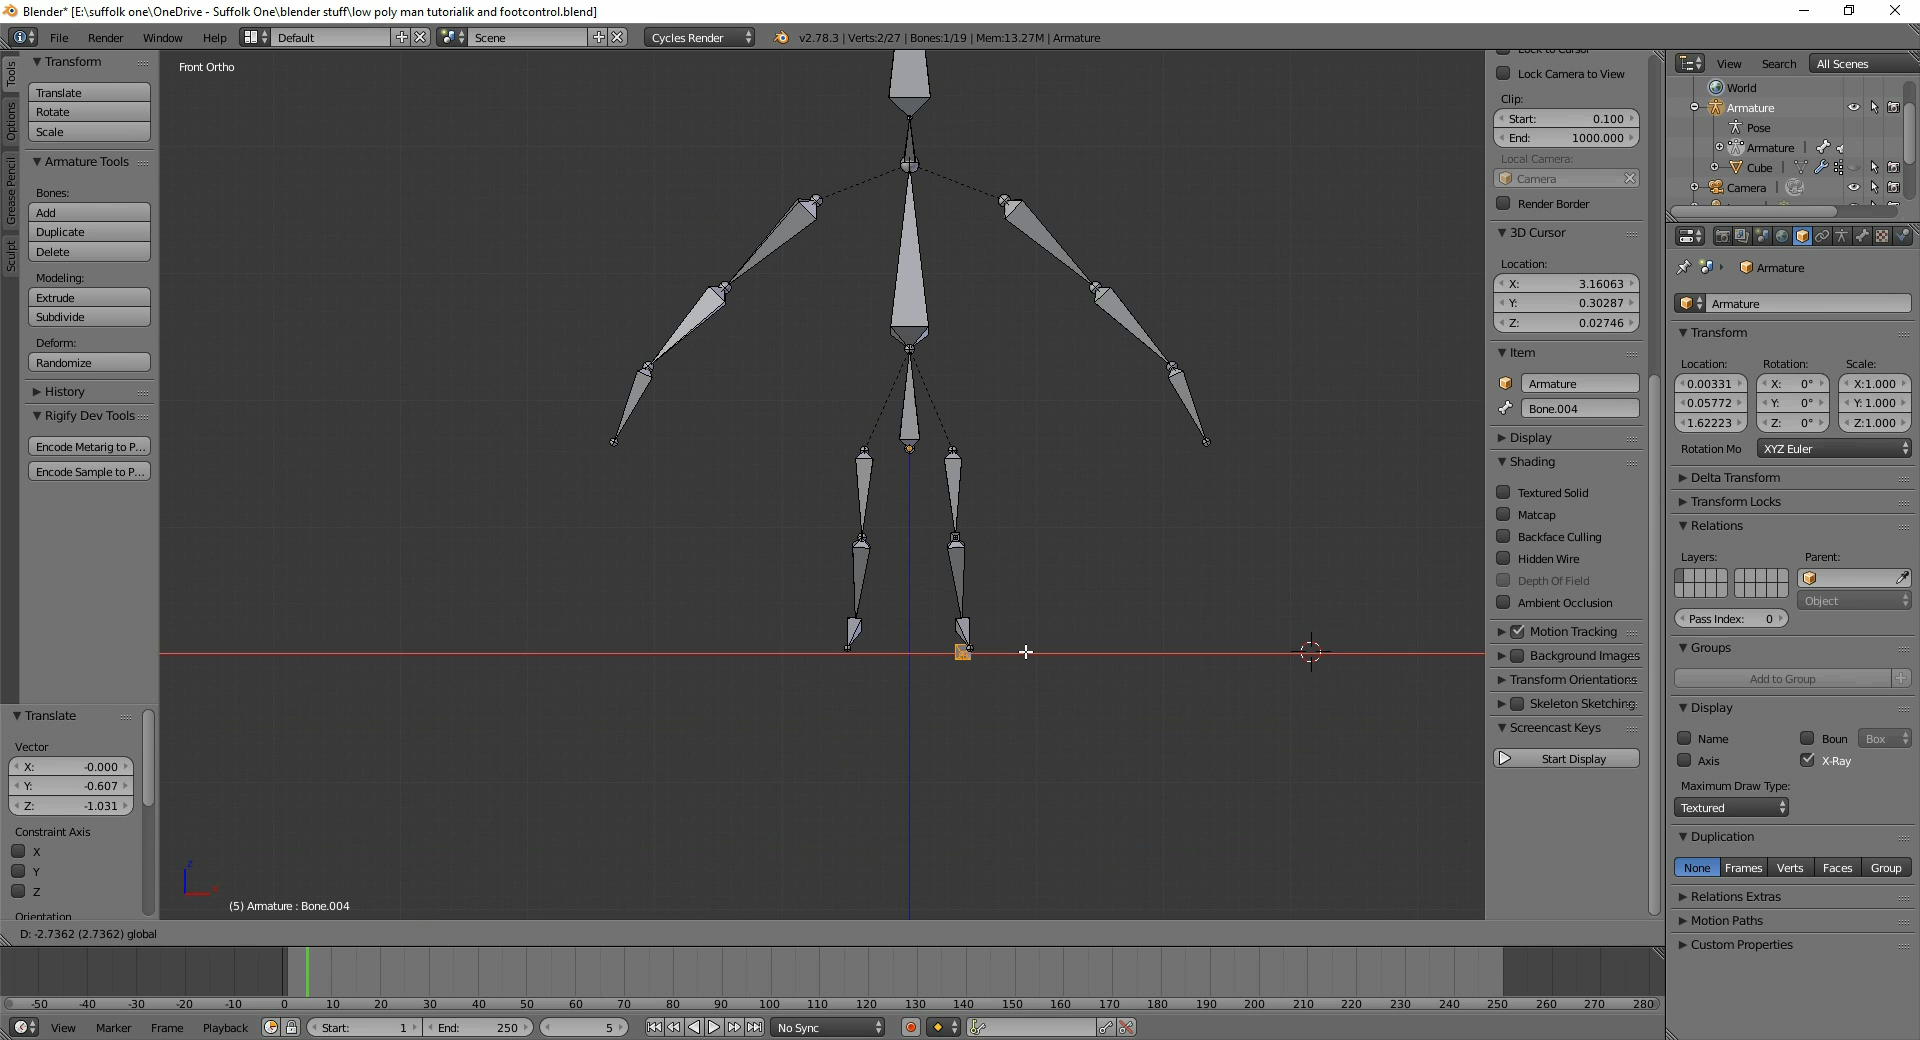 Blender* [E:\suffolk one\OneDrive - Suffolk One\blender stuff\low poly man tutorialik and footcontrol.blend]
File Render Window Help Default Scene Cycles Render v2.78.3 | Verts:2/27 | Bones:1/19 | Mem:13.27M | Armature
Tools
Options
Grease Pencil
Sculpt
Transform
Translate
Rotate
Scale
Armature Tools
Bones:
Add
Duplicate
Delete
Modeling:
Extrude
Subdivide
Deform:
Randomize
History
Rigify Dev Tools
Encode Metarig to P...
Encode Sample to P...
Translate
Vector
X: -0.000
Y: -0.607
Z: -1.031
Constraint Axis
X
Y
Z
Orientation
Front Ortho
z
x
(5) Armature : Bone.004
D: -2.7362 (2.7362) global
Lock to Cursor
Lock Camera to View
Clip:
Start: 0.100
End: 1000.000
Local Camera:
Camera
Render Border
3D Cursor
Location:
X: 3.16063
Y: 0.30287
Z: 0.02746
Item
Armature
Bone.004
Display
Shading
Textured Solid
Matcap
Backface Culling
Hidden Wire
Depth Of Field
Ambient Occlusion
Motion Tracking
Background Images
Transform Orientations
Skeleton Sketching
Screencast Keys
Start Display
View Search All Scenes
World
Armature
Pose
Armature
Cube
Camera
Armature
Armature
Transform
Location: Rotation: Scale:
0.00331 X: 0° X:1.000
0.05772 Y: 0° Y: 1.000
1.62223 Z: 0° Z:1.000
Rotation Mo XYZ Euler
Delta Transform
Transform Locks
Relations
Layers: Parent:
Object
Pass Index: 0
Groups
Add to Group
Display
Name Boun Box
Axis X-Ray
Maximum Draw Type:
Textured
Duplication
None Frames Verts Faces Group
Relations Extras
Motion Paths
Custom Properties
-50 -40 -30 -20 -10 0 10 20 30 40 50 60 70 80 90 100 110 120 130 140 150 160 170 180 190 200 210 220 230 240 250 260 270 280
View Marker Frame Playback Start: 1 End: 250 5 No Sync